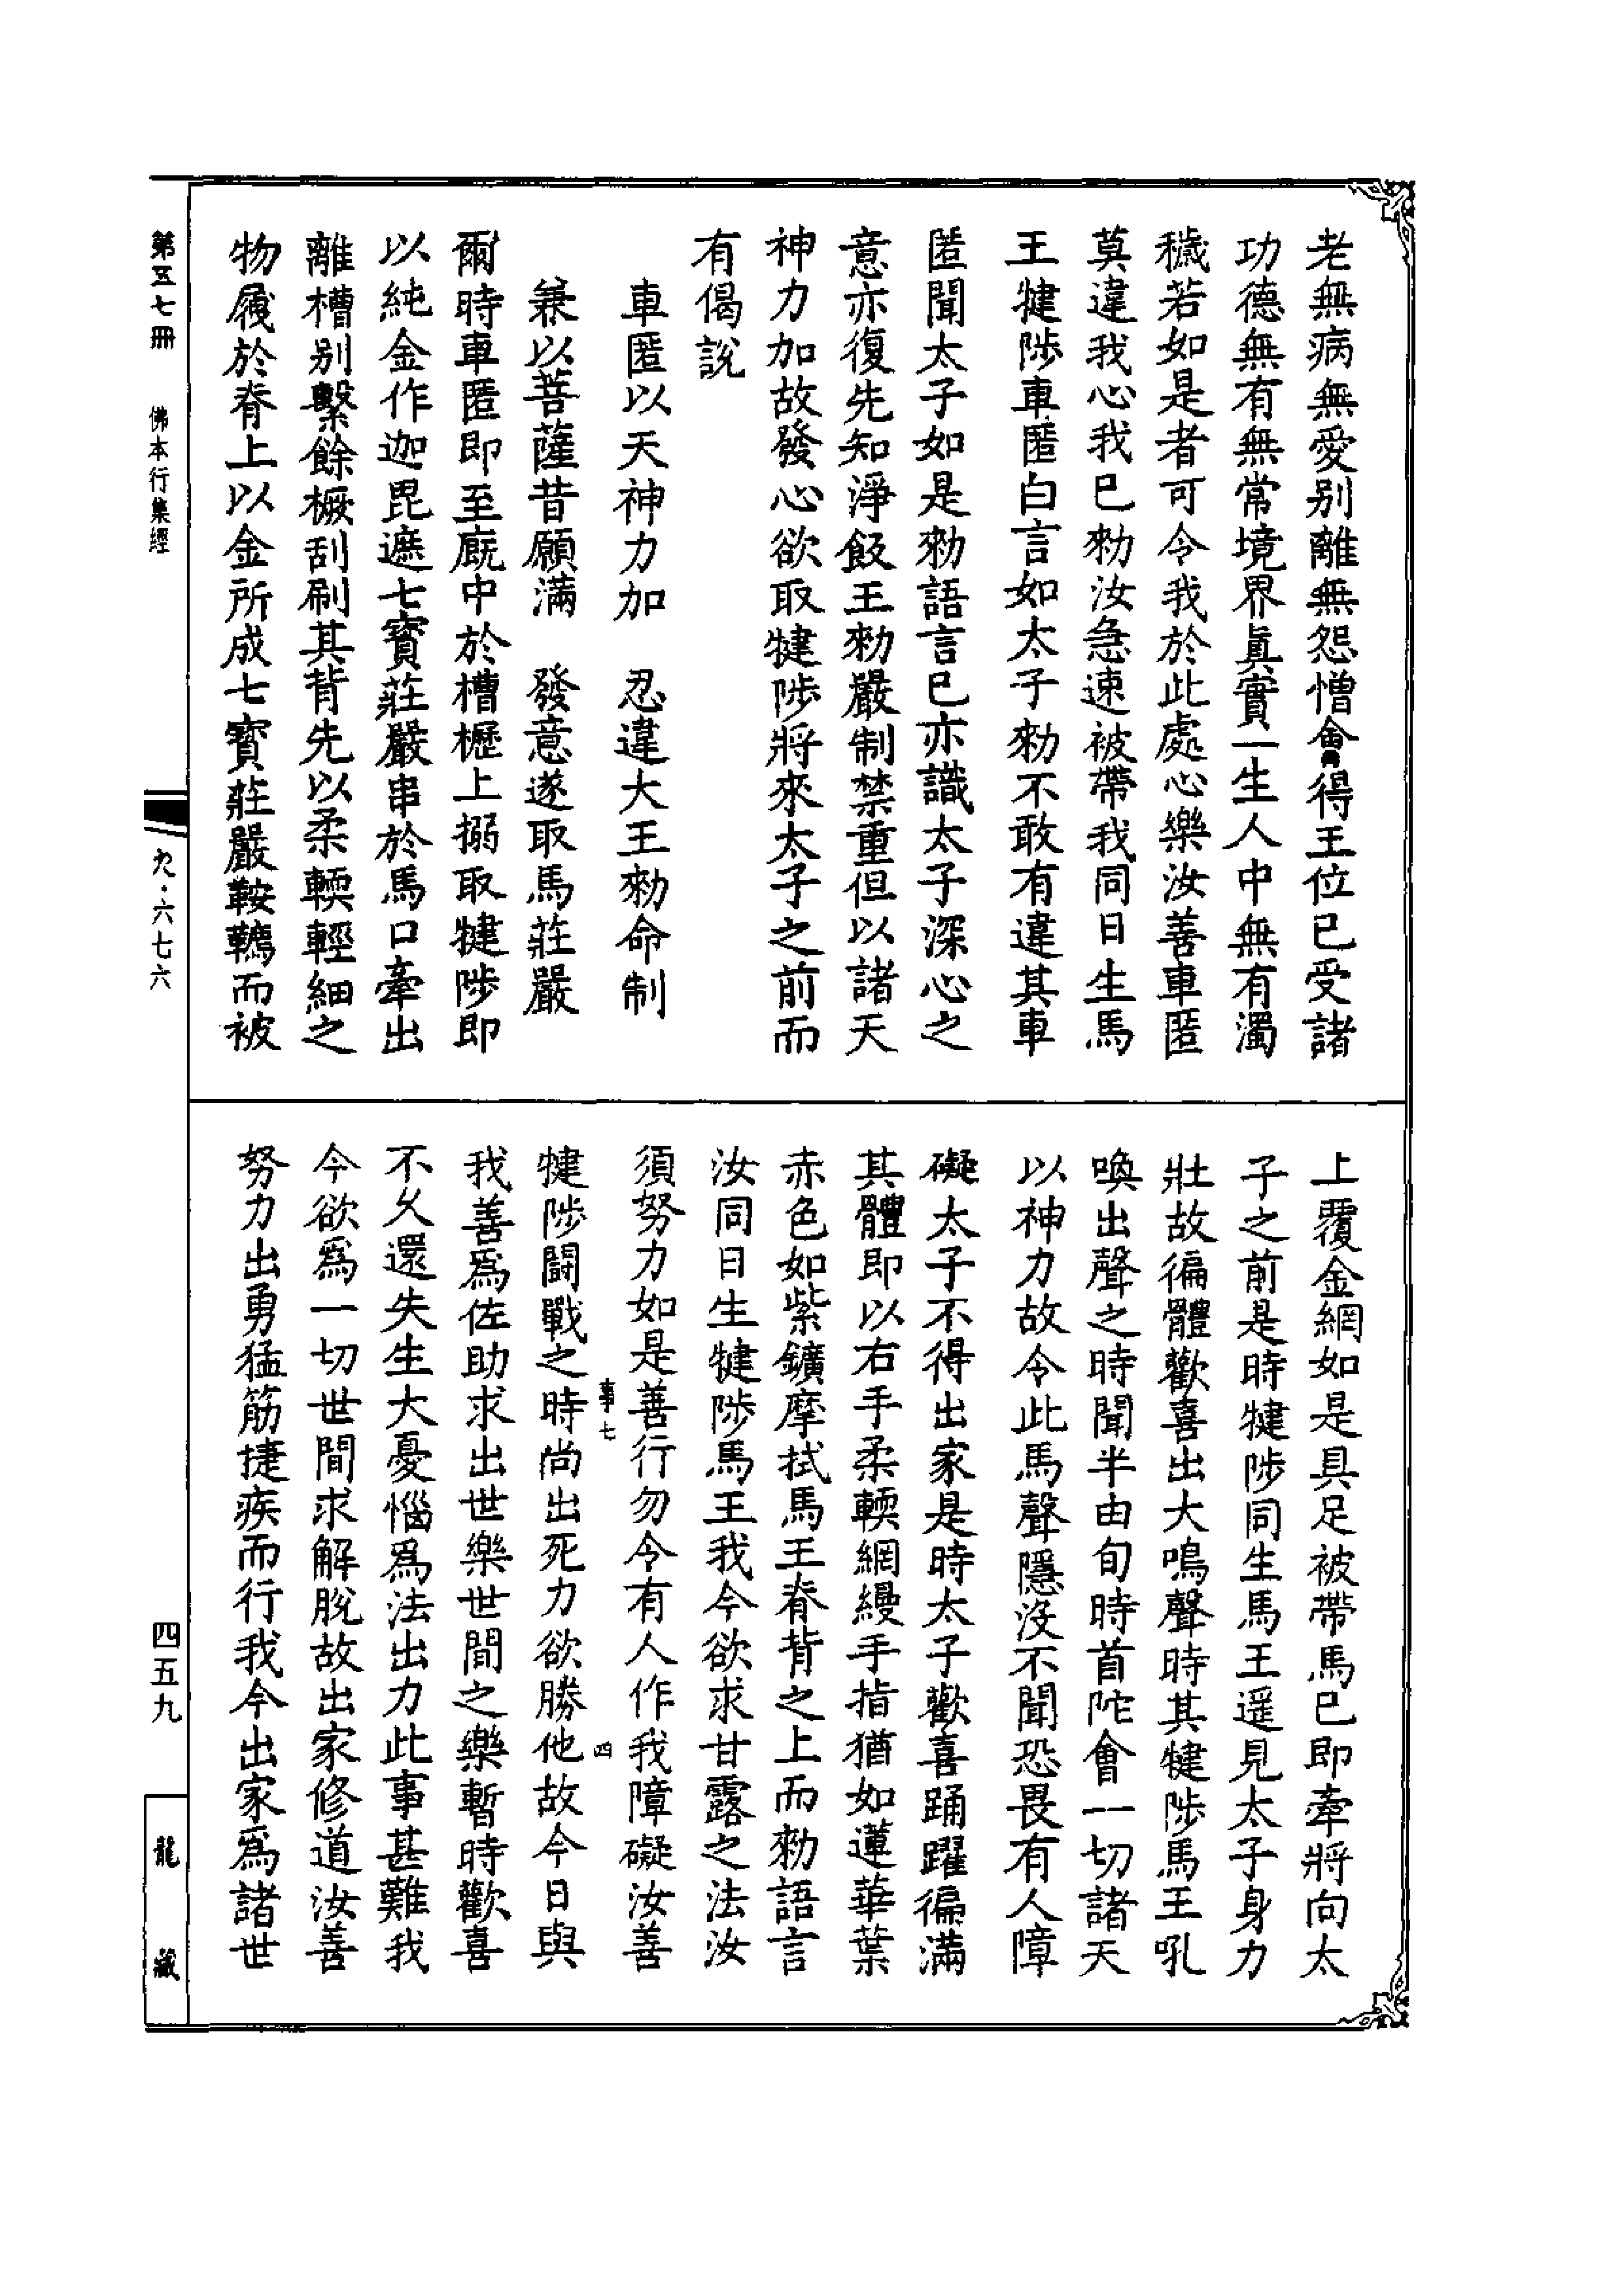 老無病無愛别離無怨憎會得王位已受諸
功德無有無常境界眞實一生人中無有濁
穢若如是者可令我於此處心樂汝善車匿
莫違我心我已勑汝急速被帶我同日生馬
王犍陟車匿白言如太子勑不敢有違其車
匿聞太子如是勑語言已亦識太子深心之
意亦復先知淨飯王勑嚴制禁重但以諸天
神力加故發心欲取犍陟將來太子之前而
有偈說
車匿以天神力加　忍違大王勑命制
兼以菩薩昔願滿　發意遂取馬莊嚴
爾時車匿即至廐中於槽櫪上搦取犍陟即
以純金作迦毘遮七寶莊嚴串於馬口牽出
離槽别繫餘橛刮刷其背先以柔輭輕細之
物屐於脊上以金所成七寶莊嚴鞍韉而被
上覆金網如是具足被帶馬已即牽將向太
子之前是時犍陟同生馬王遥見太子身力
壯故徧體歡喜出大鳴聲時其犍陟馬王吼
喚出聲之時聞半由旬時首陀會一切諸天
以神力故令此馬聲隱沒不聞恐畏有人障
礙太子不得出家是時太子歡喜踊躍徧滿
其體即以右手柔輭網縵手指猶如蓮華葉
赤色如紫鑛摩拭馬王脊背之上而勑語言
汝同日生犍陟馬王我今欲求甘露之法汝
須努力如是善行勿令有人作我障礙汝善
事七　四
犍陟鬬戰之時尚出死力欲勝他故今日與
我善爲佐助求出世樂世間之樂暫時歡喜
不久還失生大憂惱爲法出力此事甚難我
今欲爲一切世間求解脫故出家修道汝善
努力出勇猛筋捷疾而行我今出家爲諸世
第五七冊　佛本行集經
九·六七六
四五九
龍藏